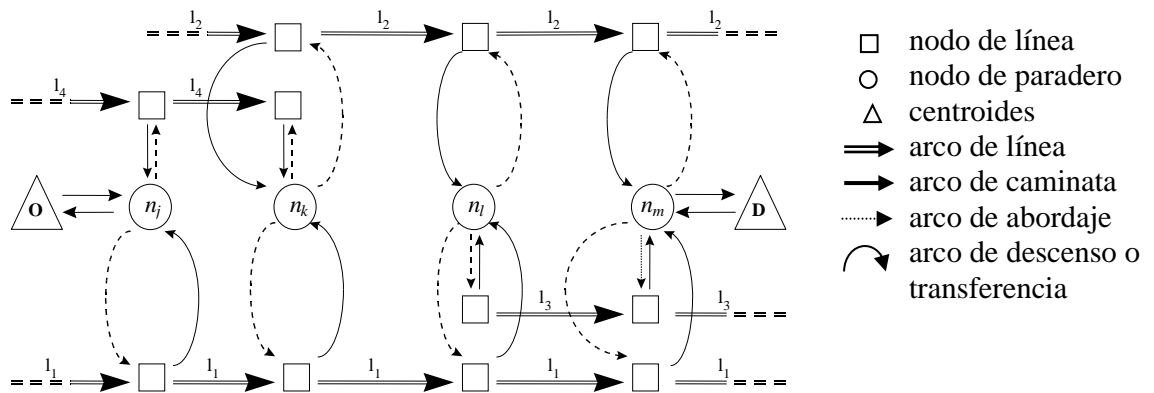 l2 l2 l2 l2
l4 l4
O nj nk nl nm D
l3 l3
l1 l1 l1 l1 l1
nodo de línea
nodo de paradero
centroides
arco de línea
arco de caminata
arco de abordaje
arco de descenso o
transferencia